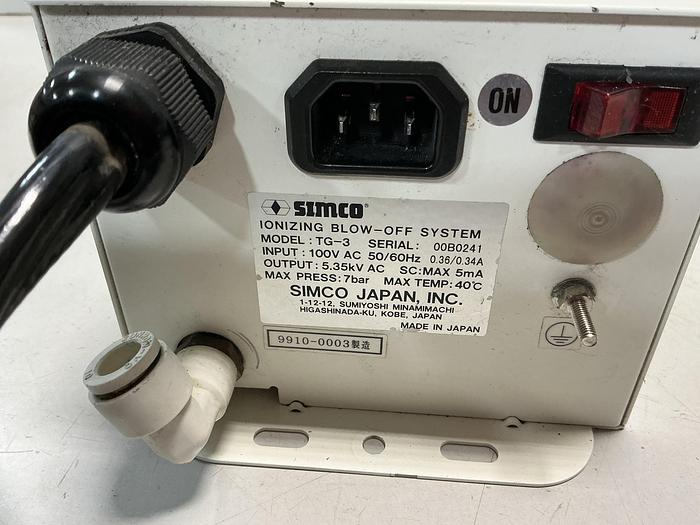 ON
SIMCO®
IONIZING BLOW-OFF SYSTEM
MODEL : TG-3 SERIAL: 00B0241
INPUT : 100V AC 50/60Hz 0.36/0.34A
OUTPUT : 5.35kV AC SC:MAX 5mA
MAX PRESS:7bar MAX TEMP:40℃
SIMCO JAPAN, INC.
1-12-12, SUMIYOSHI MINAMIMACHI
HIGASHINADA-KU, KOBE, JAPAN
MADE IN JAPAN
9910-0003製造